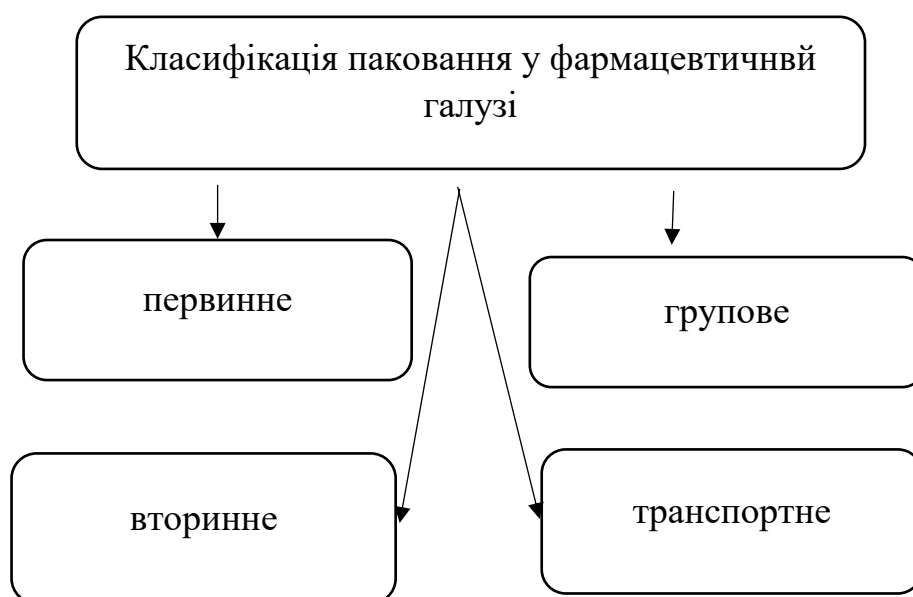 Класифікація паковання у фармацевтичнвй
галузі
первинне
групове
вторинне
транспортне